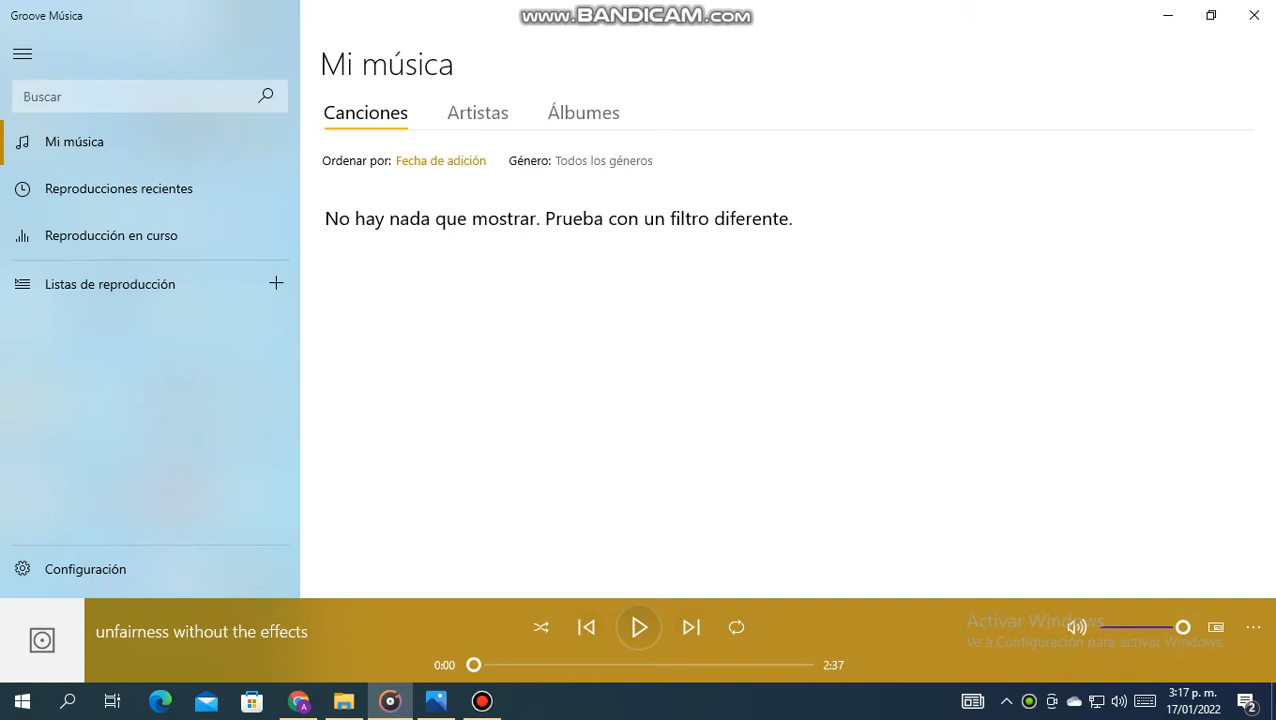 Groove Música
www.BANDICAM.com
Buscar
Mi música
Reproducciones recientes
Reproducción en curso
Listas de reproducción
Configuración
Mi música
Canciones Artistas Álbumes
Ordenar por: Fecha de adición Género: Todos los géneros
No hay nada que mostrar. Prueba con un filtro diferente.
unfairness without the effects
0:00
2:37
Activar Windows
Ve a Configuración para activar Windows.
3:17 p. m.
17/01/2022
2